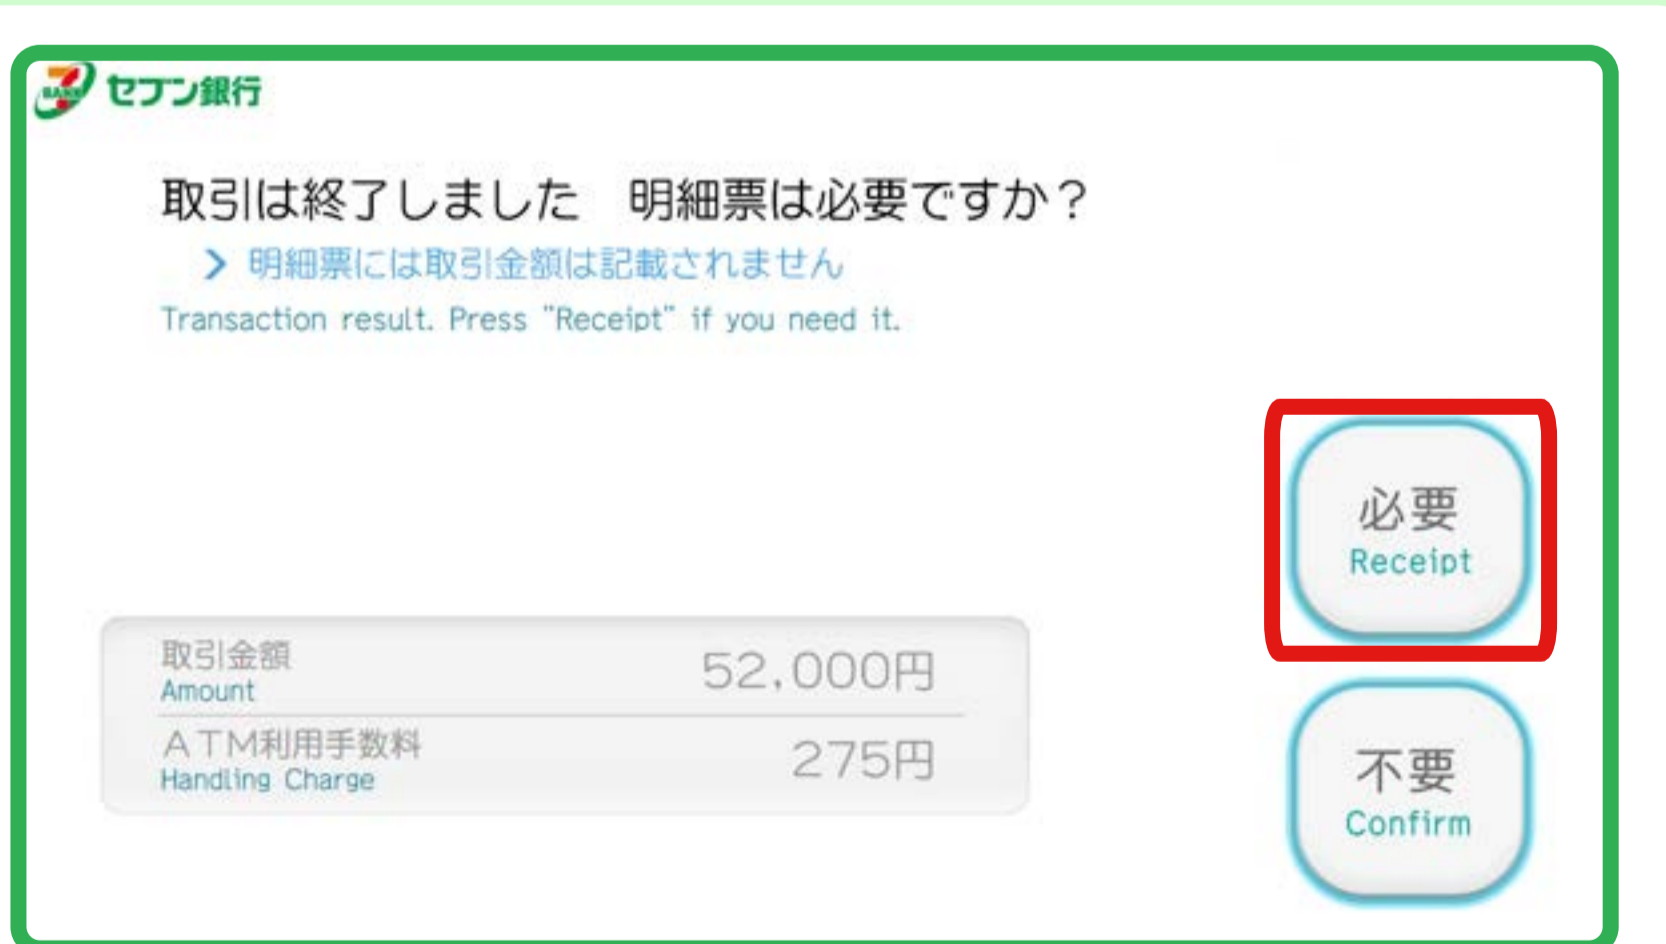 7 BANK セブン銀行
取引は終了しました　明細票は必要ですか？
> 明細票には取引金額は記載されません
Transaction result. Press "Receipt" if you need it.
必要
Receipt
取引金額 52,000円
Amount
ATM利用手数料 275円
Handling Charge
不要
Confirm